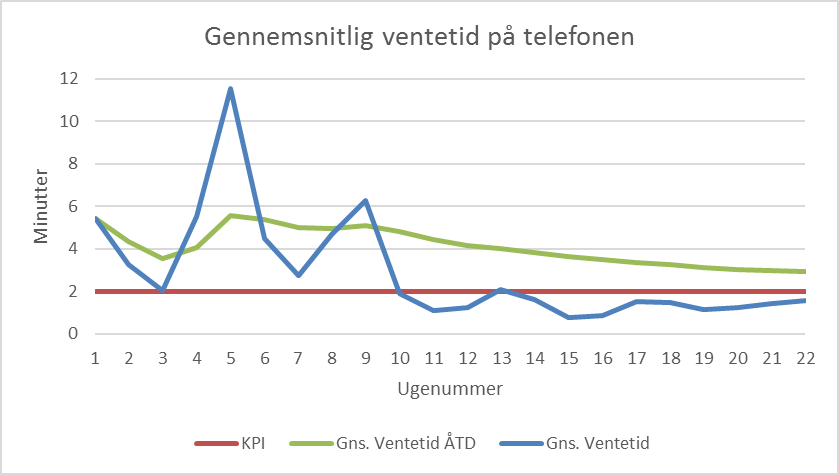 Gennemsnitlig ventetid på telefonen
Minutter
12
10
8
6
4
2
0
1 2 3 4 5 6 7 8 9 10 11 12 13 14 15 16 17 18 19 20 21 22
Ugenummer
KPI Gns. Ventetid ÅTD Gns. Ventetid